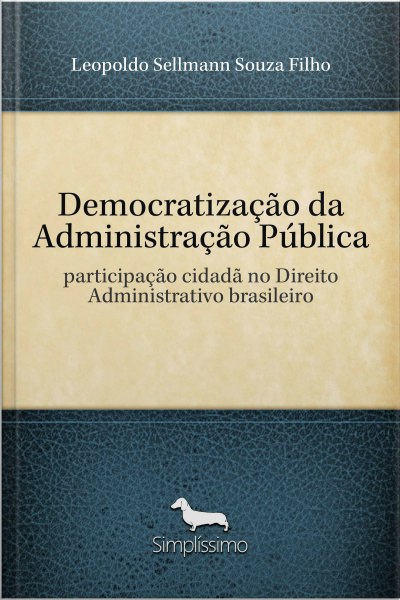 Leopoldo Sellmann Souza Filho
Democratização da
Administração Pública
participação cidadã no Direito
Administrativo brasileiro
Simplíssimo